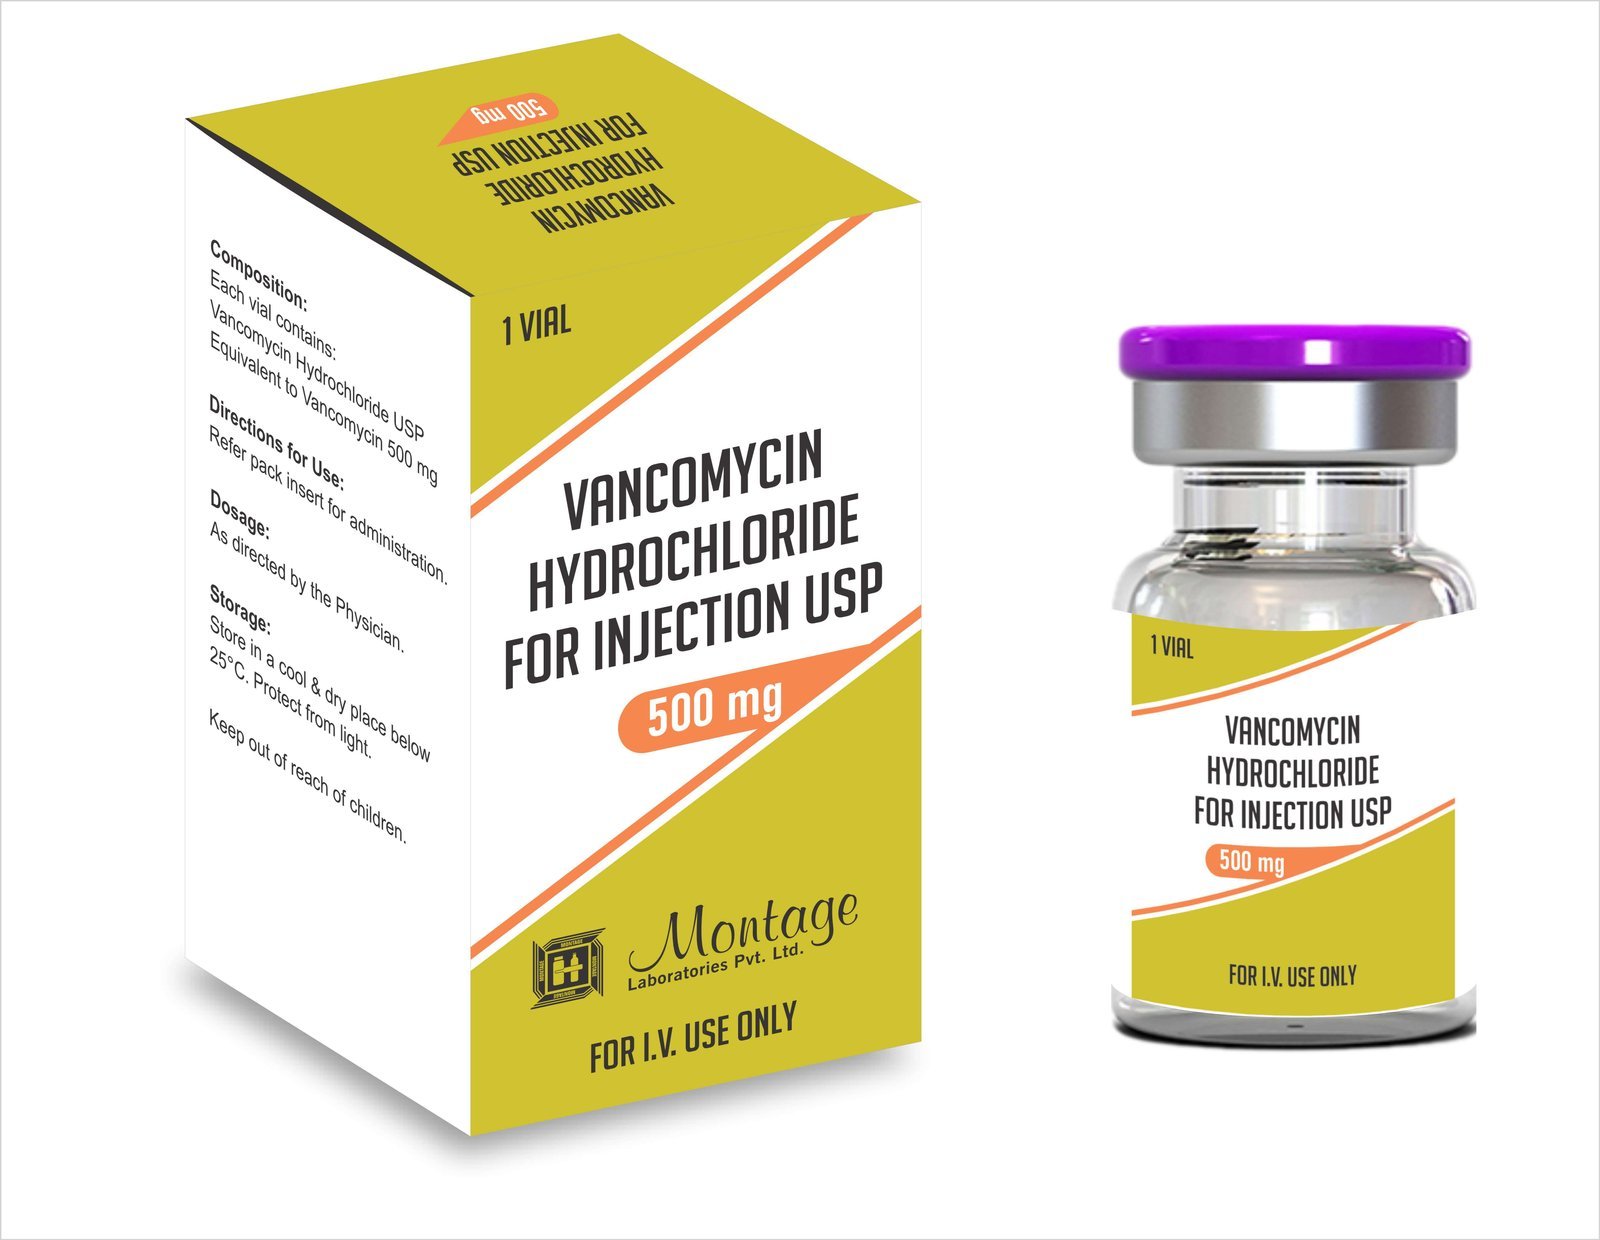 500 mg
VANCOMYCIN
HYDROCHLORIDE
FOR INJECTION USP
Composition:
Each vial contains:
Vancomycin Hydrochloride USP
Equivalent to Vancomycin 500 mg
Directions for Use:
Refer pack insert for administration.
Dosage:
As directed by the Physician.
Storage:
Store in a cool & dry place below
25°C. Protect from light.
Keep out of reach of children.
1 VIAL
VANCOMYCIN
HYDROCHLORIDE
FOR INJECTION USP
500 mg
MONTAGE
MONTAGE
MONTAGE
MONTAGE
Montage
Laboratories Pvt. Ltd.
FOR I.V. USE ONLY
1 VIAL
VANCOMYCIN
HYDROCHLORIDE
FOR INJECTION USP
500 mg
FOR I.V. USE ONLY